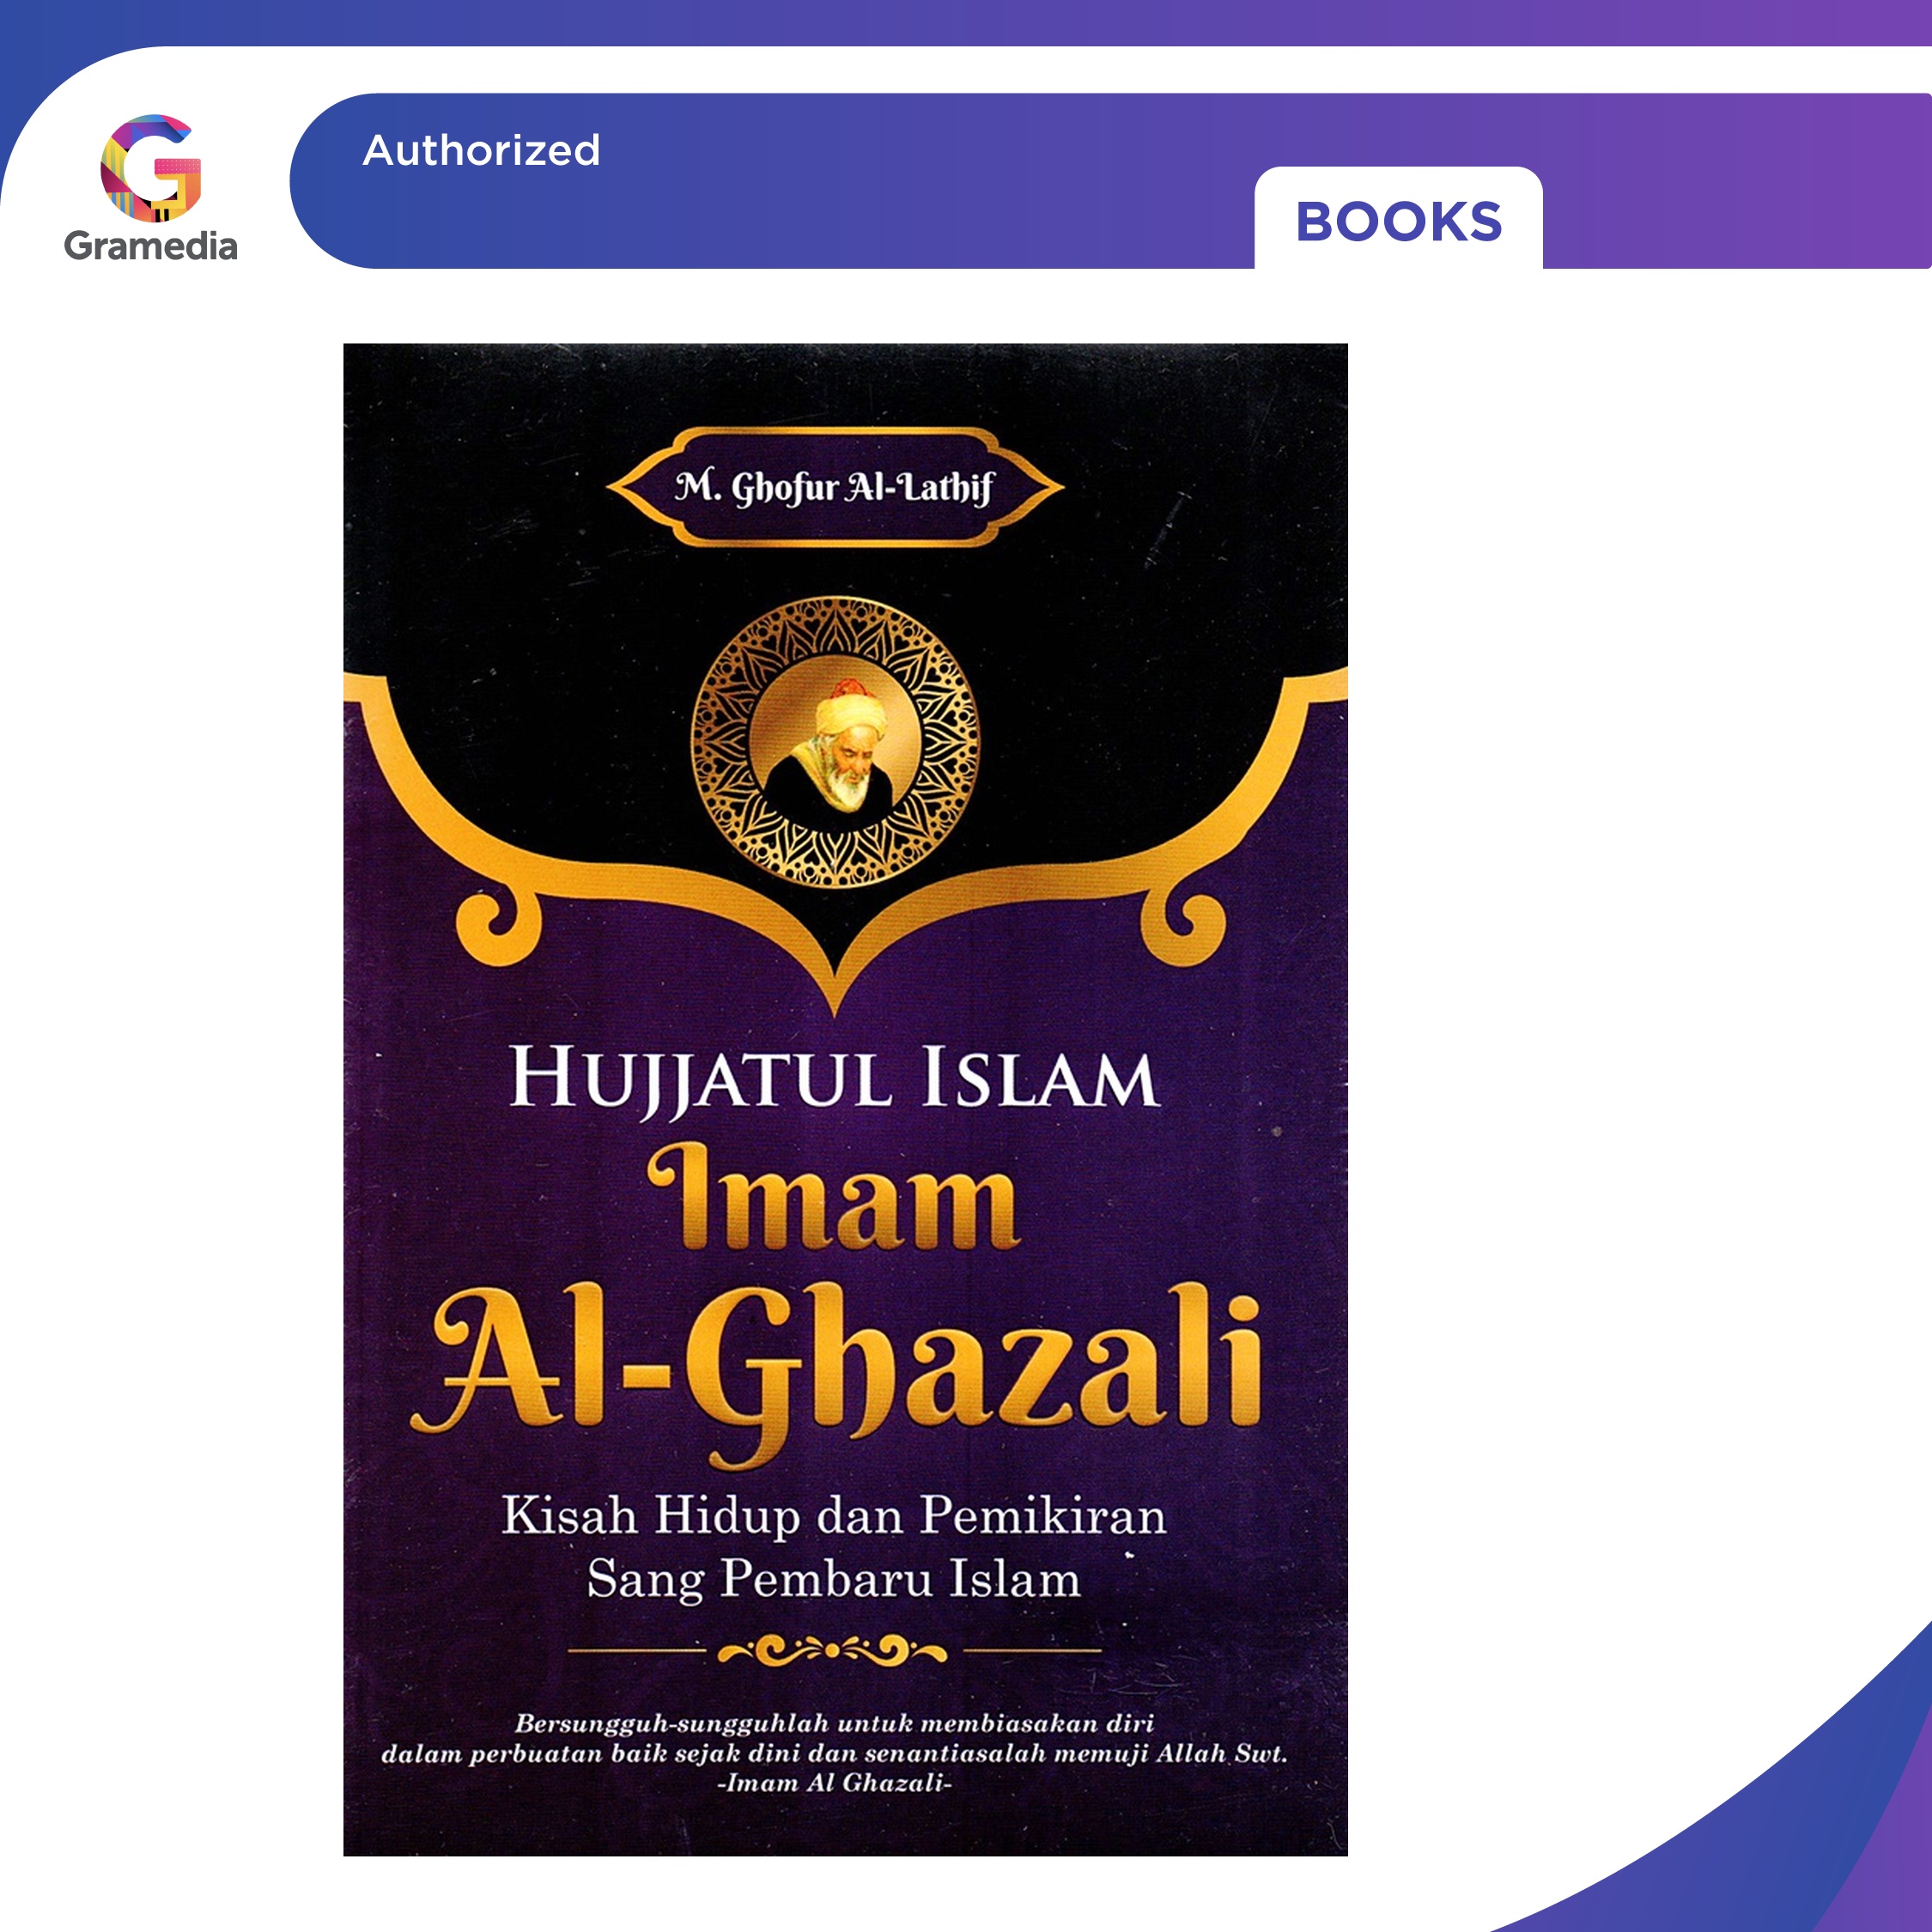 Gramedia
Authorized
BOOKS
M. Ghofur Al-Lathif
HUJJATUL ISLAM
Imam
Al-Ghazali
Kisah Hidup dan Pemikiran
Sang Pembaru Islam
Bersungguh-sungguhlah untuk membiasakan diri
dalam perbuatan baik sejak dini dan senantiasalah memuji Allah Swt.
-Imam Al Ghazali-